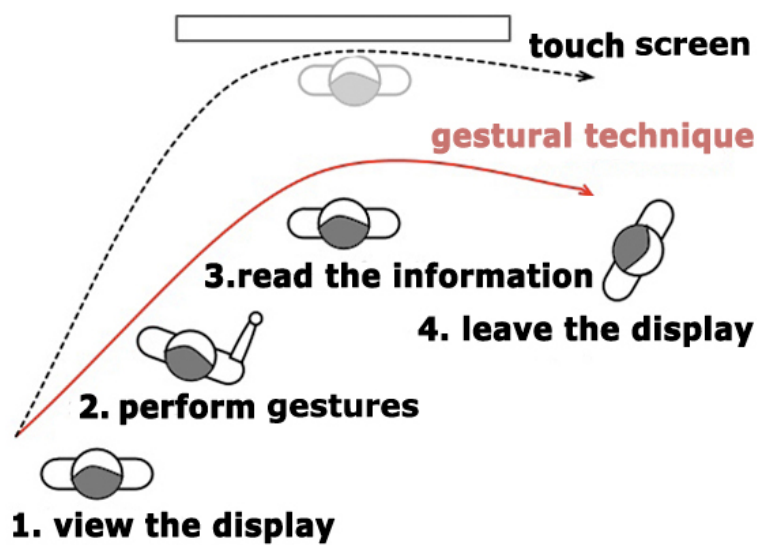 touch screen
gestural technique
3.read the information
4. leave the display
2. perform gestures
1. view the display